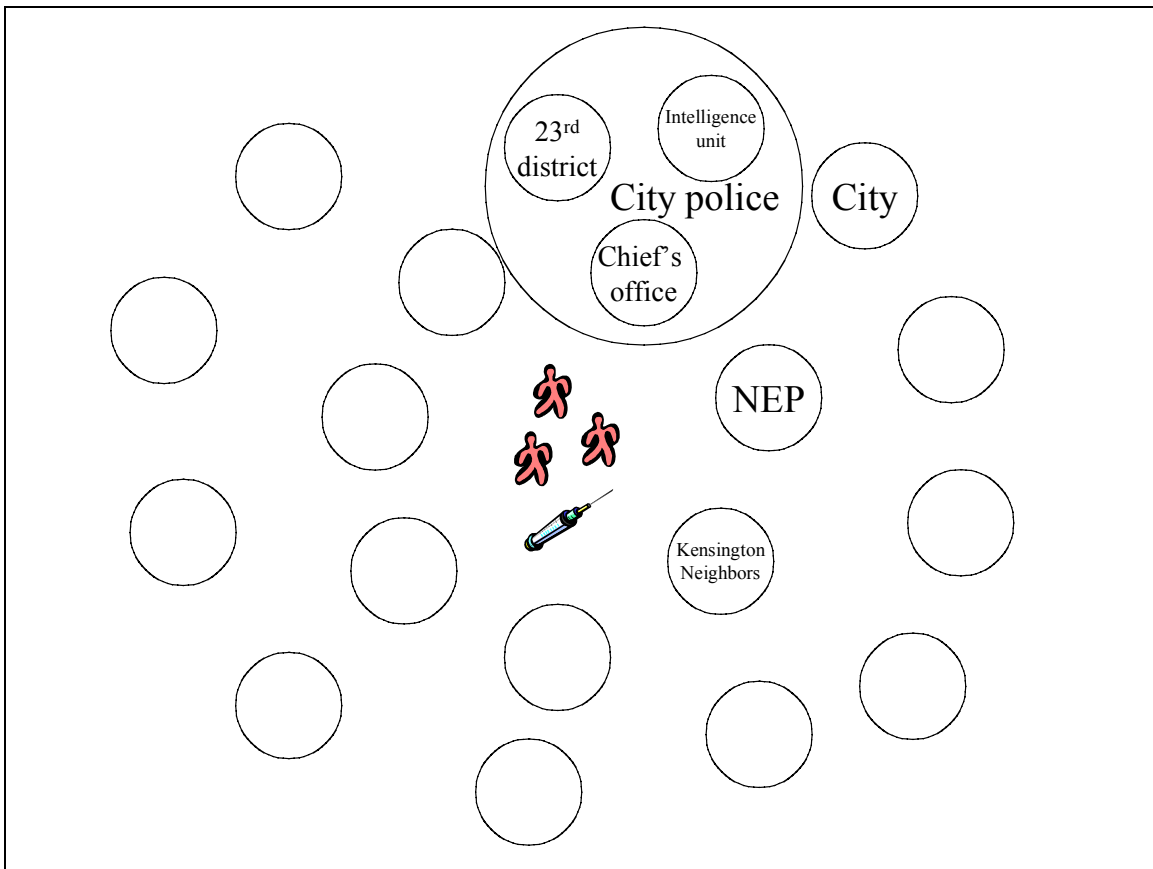 23rd
district
Intelligence
unit
City police
City
Chief's
office
NEP
Kensington
Neighbors